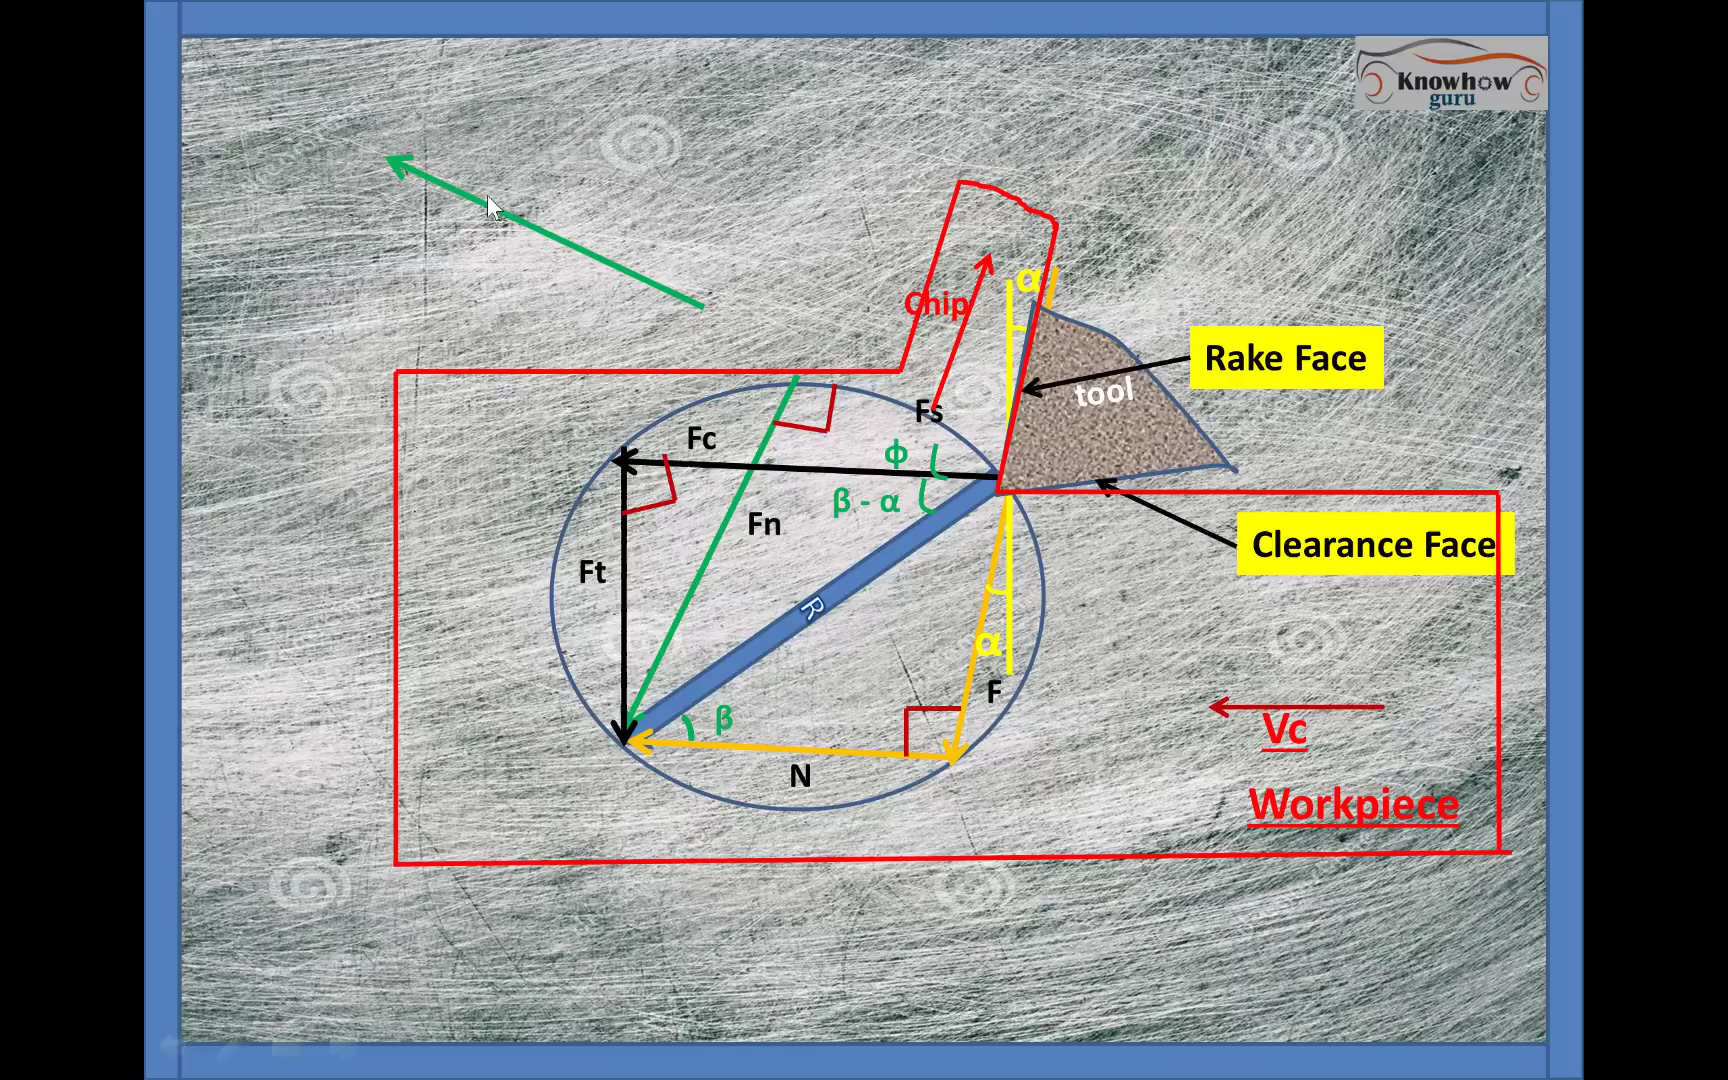 Knowhow
guru
α
Chip
Rake Face
tool
Fs
Fc
ϕ
β - α
Fn
Clearance Face
Ft
R
α
F
β
Vc
N
Workpiece